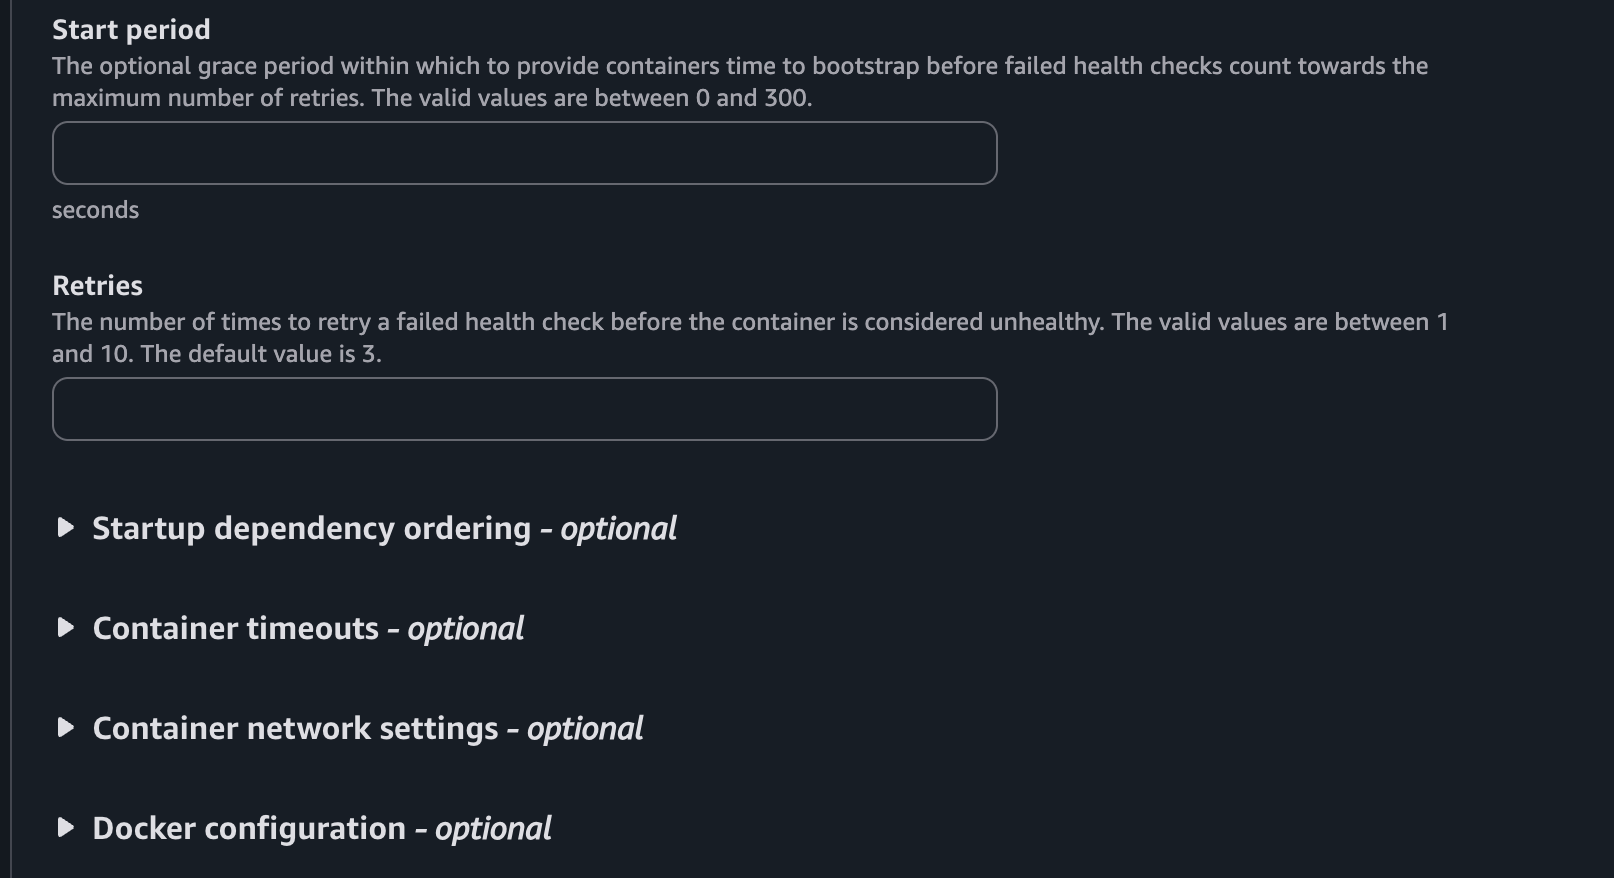 Start period
The optional grace period within which to provide containers time to bootstrap before failed health checks count towards the
maximum number of retries. The valid values are between 0 and 300.
seconds
Retries
The number of times to retry a failed health check before the container is considered unhealthy. The valid values are between 1
and 10. The default value is 3.
Startup dependency ordering – optional
Container timeouts – optional
Container network settings – optional
Docker configuration – optional